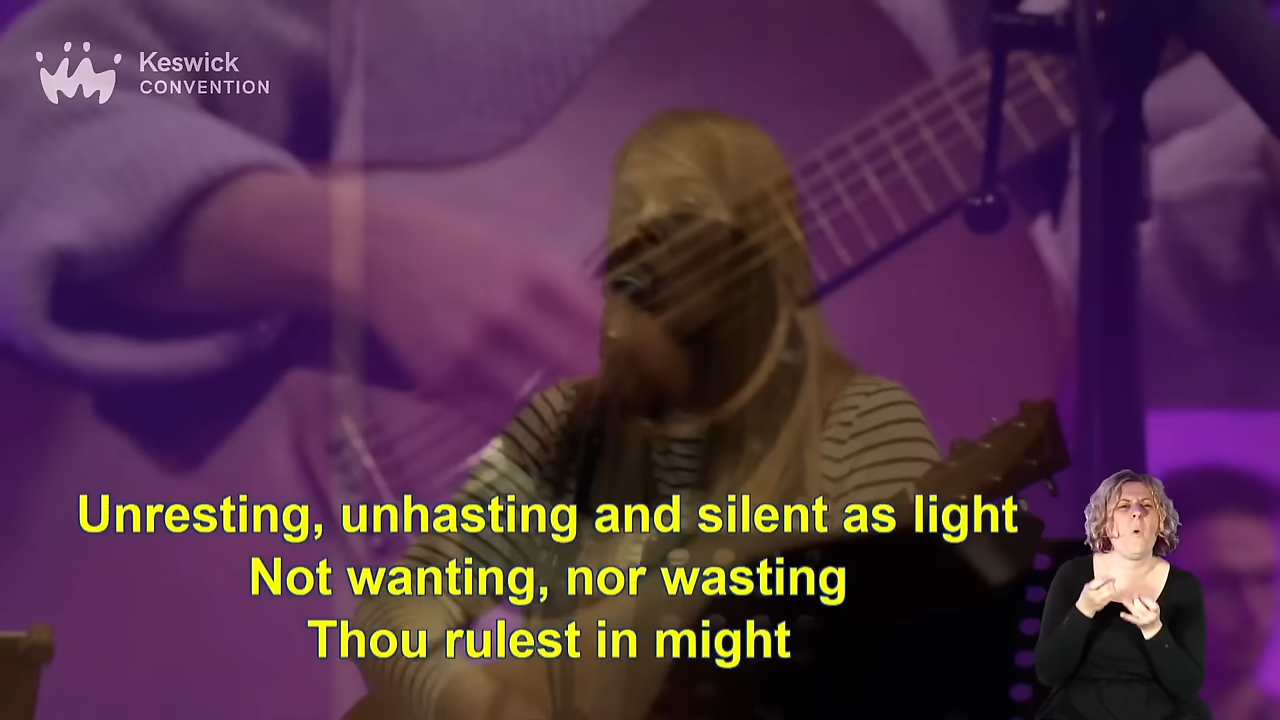 Keswick
CONVENTION
Unresting, unhasting and silent as light
Not wanting, nor wasting
Thou rulest in might